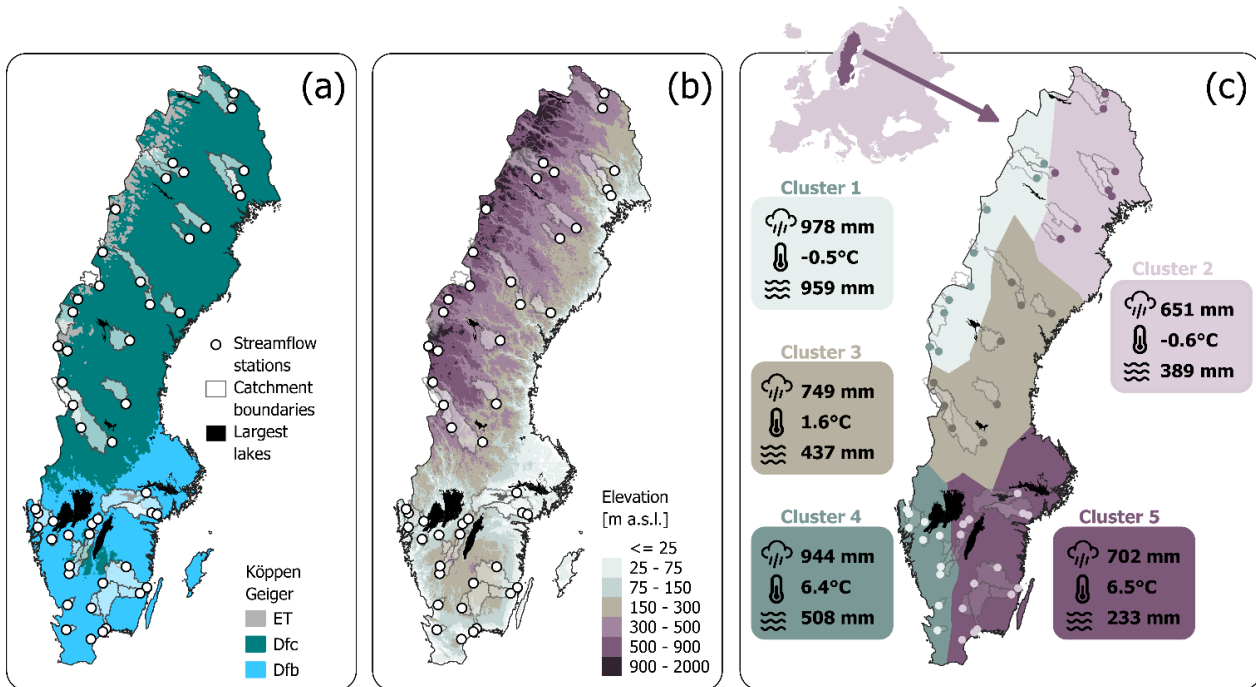 (a)
Streamflow
stations
Catchment
boundaries
Largest
lakes
Köppen
Geiger
ET
Dfc
Dfb
(b)
Elevation
[m a.s.l.]
<= 25
25 - 75
75 - 150
150 - 300
300 - 500
500 - 900
900 - 2000
(c)
Cluster 1
978 mm
-0.5°C
959 mm
Cluster 2
651 mm
-0.6°C
389 mm
Cluster 3
749 mm
1.6°C
437 mm
Cluster 4
944 mm
6.4°C
508 mm
Cluster 5
702 mm
6.5°C
233 mm